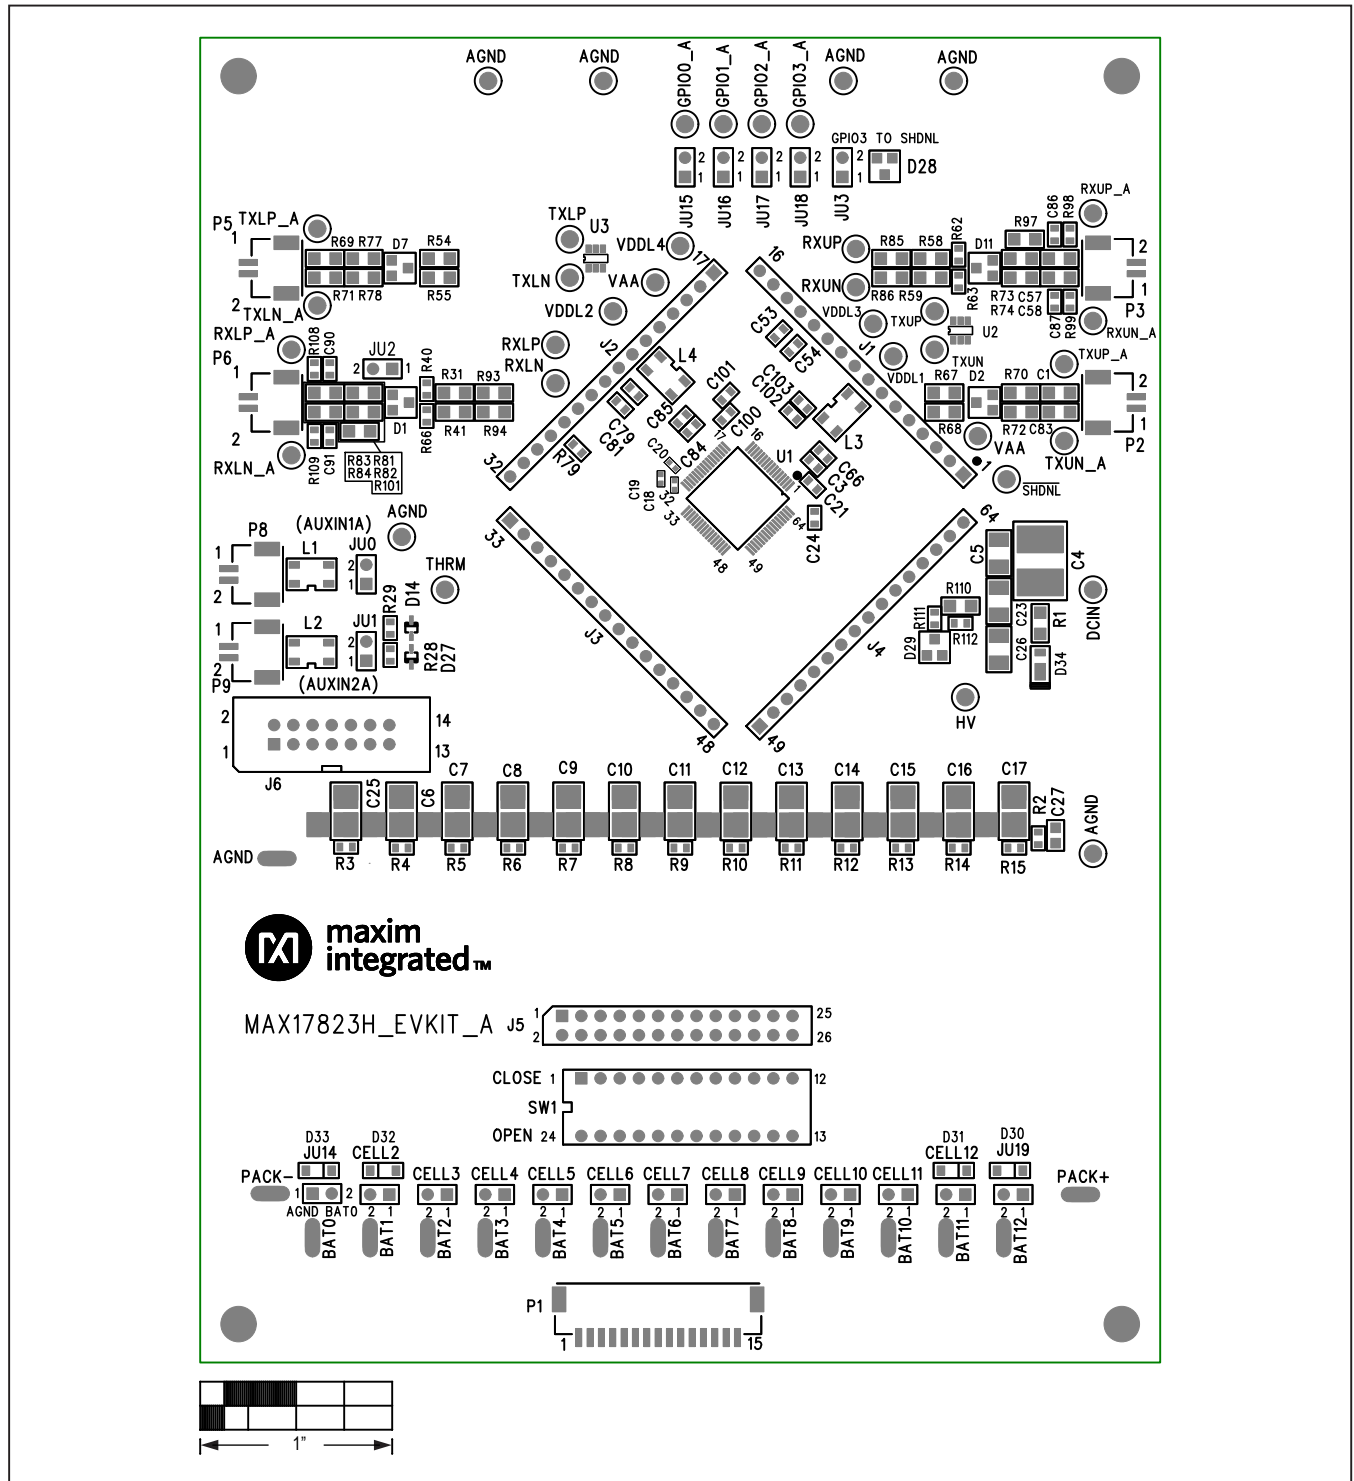 AGND AGND GPIO0_A GPIO1_A GPIO2_A GPIO3_A AGND AGND
GPIO3 TO SHDNL
2 2 2 2 2
1 1 1 1 1
D28
JU15 JU16 JU17 JU18 JU3
P5 TXLP_A
1
R69 R77 D7 R54
R71 R78 R55
2
TXLN_A
TXLP
U3
TXLN
VDDL4
VAA
VDDL2
17
16
RXUP
RXUN
R85 R58 R62 D11 R97 C86 R98 RXUP_A
R86 R59 R63 R73 C57
R74 C58
C87 R99
2
1
P3
RXUN_A
VDDL3 TXUP
U2
TXUN
VDDL1
RXLP_A
P6
1
R108 C90 JU2
2 1
R40 R31 R93
D1 R66 R41 R94
2
RXLN_A
R109 C91
R83 R81
R84 R82
R101
RXLP
RXLN
J2
L4
C53
C54
J1
C101
C103
C102
C100
C85
C84
C79
C81
R79
C20
C19
C18
32
17
16
U1
1
32
33
64
48
49
L3
C66
C3
C21
C24
TXUP_A
R67 D2 R70 C1
R68 R72 C83
2
1
P2
VAA
TXUN_A
1
SHDNL
P8
1
2
(AUXIN1A)
L1
JU0
2
1
AGND
THRM
R29
D14
1
2
P9
L2
JU1
2
1
R28
D27
(AUXIN2A)
33
J3
48
64
J4
49
C5
C4
R110
R111
R112
D29
C23
C26
R1
D34
DCIN
HV
2 14
1 13
J6
C25 C6 C7 C8 C9 C10 C11 C12 C13 C14 C15 C16 C17
R2 C27 AGND
AGND
R3 R4 R5 R6 R7 R8 R9 R10 R11 R12 R13 R14 R15
maxim
integrated™
MAX17823H_EVKIT_A
J5
1 25
2 26
CLOSE 1 12
SW1
OPEN 24 13
D33 D32 D31 D30
JU14 CELL2 CELL3 CELL4 CELL5 CELL6 CELL7 CELL8 CELL9 CELL10 CELL11 CELL12 JU19
PACK- PACK+
1 2
AGND BAT0
2 1 2 1 2 1 2 1 2 1 2 1 2 1 2 1 2 1 2 1 2 1 2 1
BAT0 BAT1 BAT2 BAT3 BAT4 BAT5 BAT6 BAT7 BAT8 BAT9 BAT10 BAT11 BAT12
P1
1 15
1"